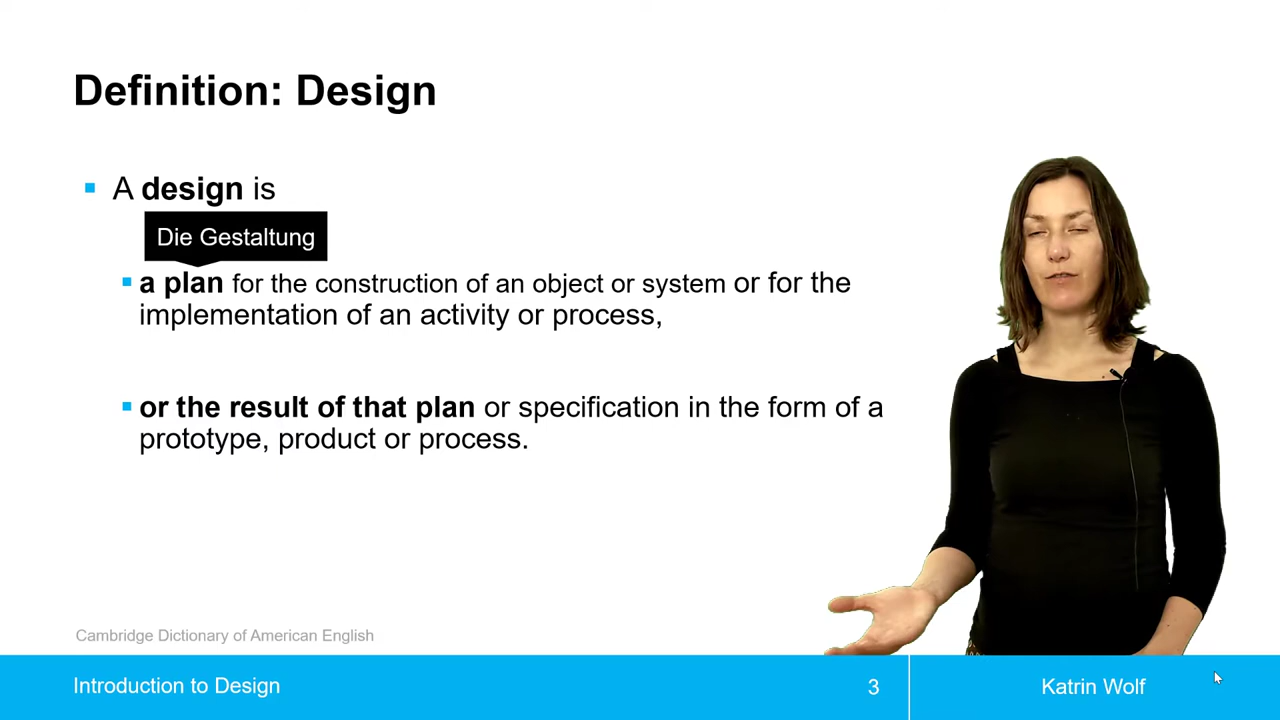 Definition: Design
A design is
Die Gestaltung
a plan for the construction of an object or system or for the
implementation of an activity or process,
or the result of that plan or specification in the form of a
prototype, product or process.
Cambridge Dictionary of American English
Introduction to Design
3
Katrin Wolf